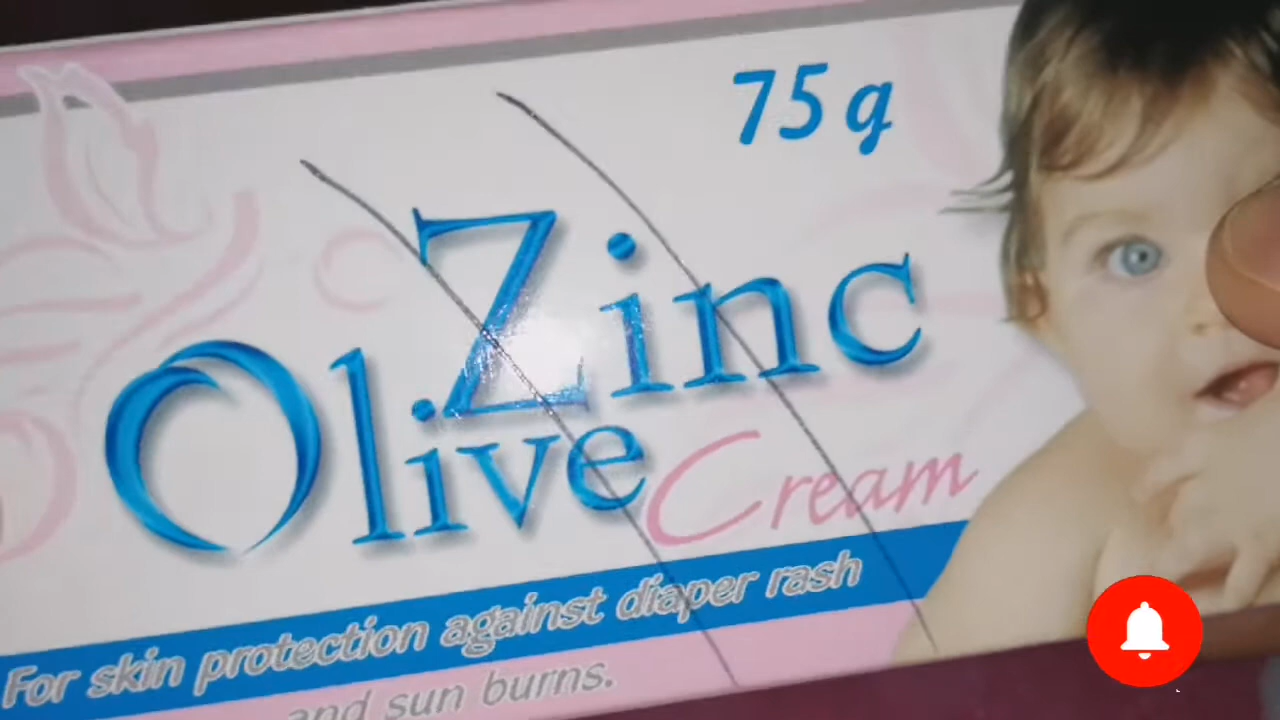 75 g
Zinc
Olive
Cream
For skin protection against diaper rash
and sun burns.